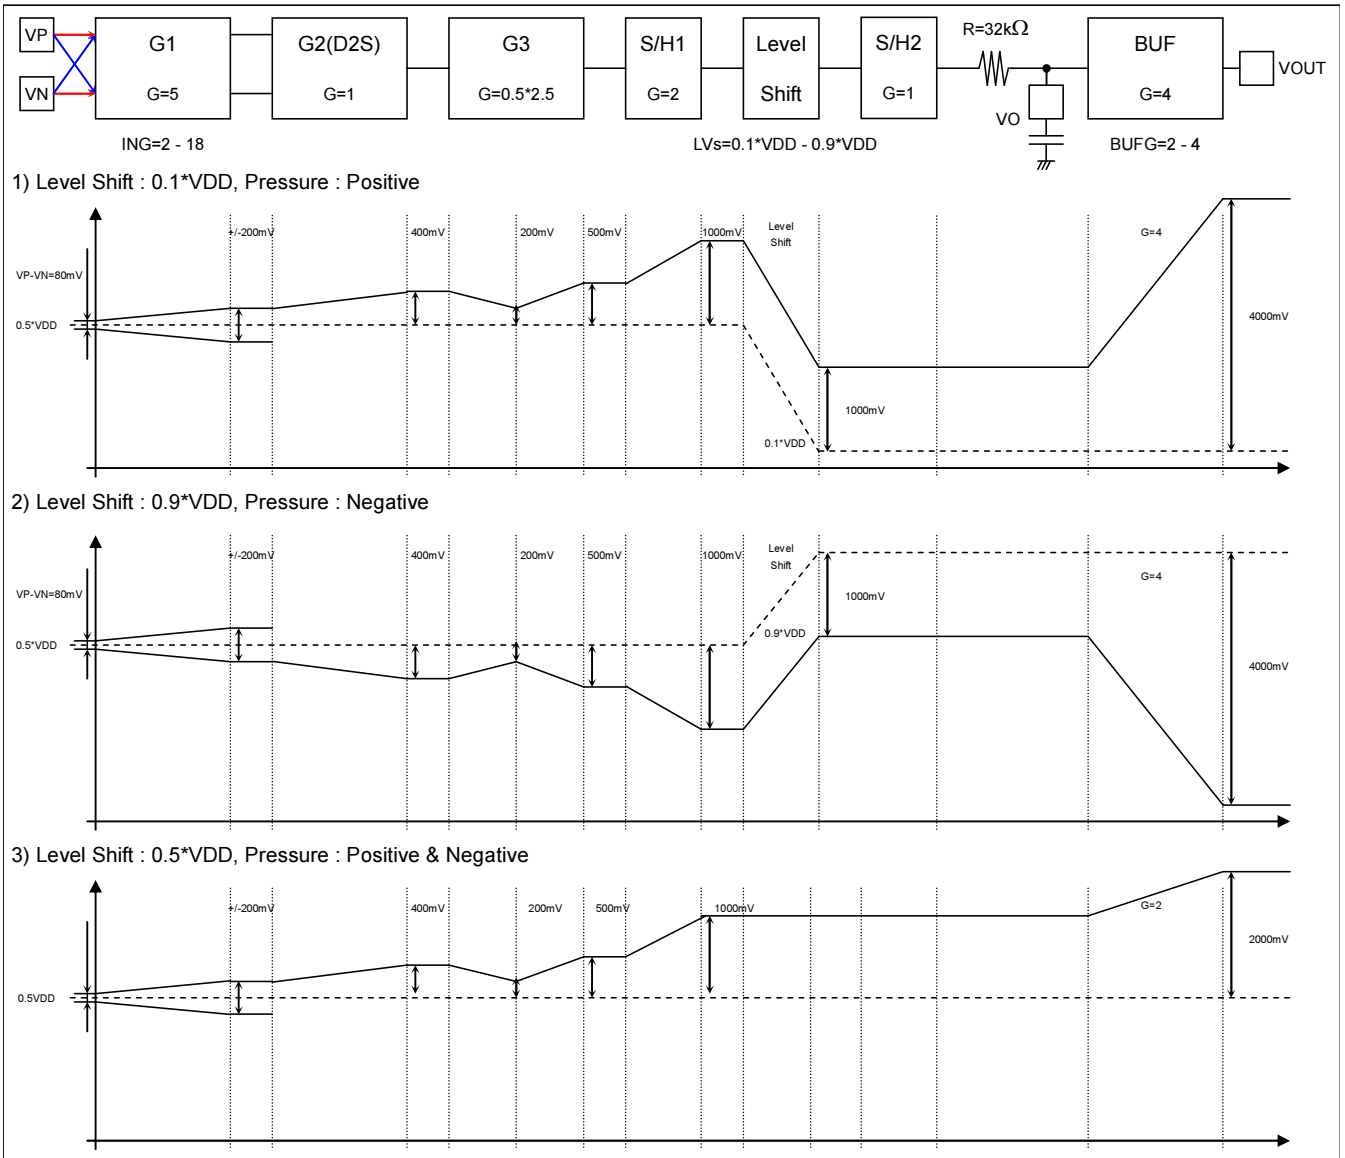 VP
VN
G1
G=5
G2(D2S)
G=1
G3
G=0.5*2.5
S/H1
G=2
Level
Shift
S/H2
G=1
R=32kΩ
VO
BUF
G=4
VOUT
ING=2 - 18
LVs=0.1*VDD - 0.9*VDD
BUFG=2 - 4
1) Level Shift : 0.1*VDD, Pressure : Positive
+/-200mV
400mV
200mV
500mV
1000mV
Level
Shift
G=4
VP-VN=80mV
0.5*VDD
4000mV
1000mV
0.1*VDD
2) Level Shift : 0.9*VDD, Pressure : Negative
+/-200mV
400mV
200mV
500mV
1000mV
Level
Shift
G=4
VP-VN=80mV
1000mV
0.5*VDD
0.9*VDD
4000mV
3) Level Shift : 0.5*VDD, Pressure : Positive & Negative
+/-200mV
400mV
200mV
500mV
1000mV
G=2
2000mV
0.5VDD